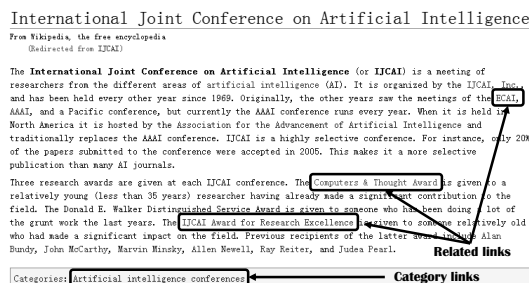 International Joint Conference on Artificial Intelligence
From Wikipedia, the free encyclopedia
(Redirected from IJCAI)
The International Joint Conference on Artificial Intelligence (or IJCAI) is a meeting of
researchers from the different areas of artificial intelligence (AI). It is organized by the IJCAI, Inc.,
and has been held every other year since 1969. Originally, the other years saw the meetings of the ECAI,
AAAI, and a Pacific conference, but currently the AAAI conference runs every year. When it is held in
North America it is hosted by the Association for the Advancement of Artificial Intelligence and
traditionally replaces the AAAI conference. IJCAI is a highly selective conference. For instance, only 20%
of the papers submitted to the conference were accepted in 2005. This makes it a more selective
publication than many AI journals.
Three research awards are given at each IJCAI conference. The Computers & Thought Award is given to a
relatively young (less than 35 years) researcher having already made a significant contribution to the
field. The Donald E. Walker Distinguished Service Award is given to someone who has been doing a lot of
the grunt work the last years. The IJCAI Award for Research Excellence is given to someone relatively old
who had made a significant impact on the field. Previous recipients of the latter award include Alan
Bundy, John McCarthy, Marvin Minsky, Allen Newell, Ray Reiter, and Judea Pearl.
Related links
Categories: Artificial intelligence conferences
Category links